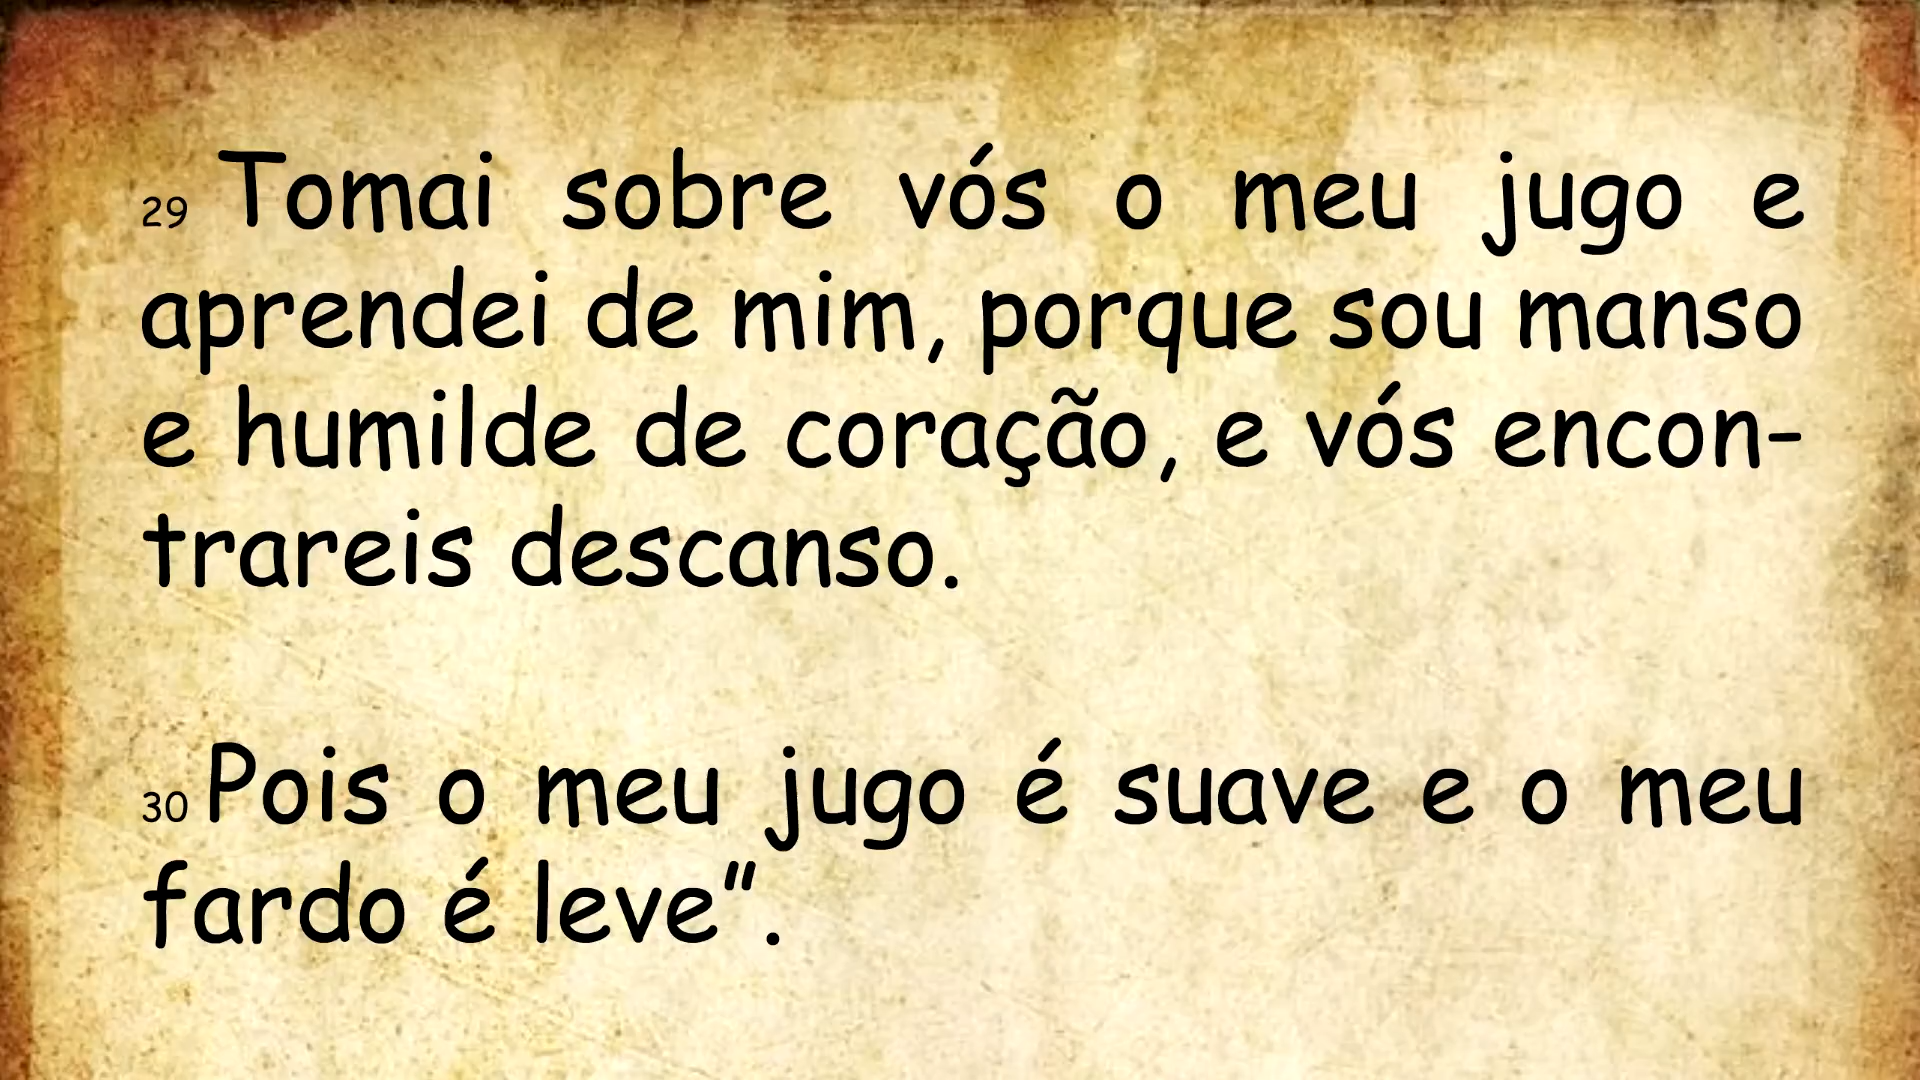 29 Tomai sobre vós o meu jugo e
aprendei de mim, porque sou manso
e humilde de coração, e vós encon-
trareis descanso.
30 Pois o meu jugo é suave e o meu
fardo é leve”.